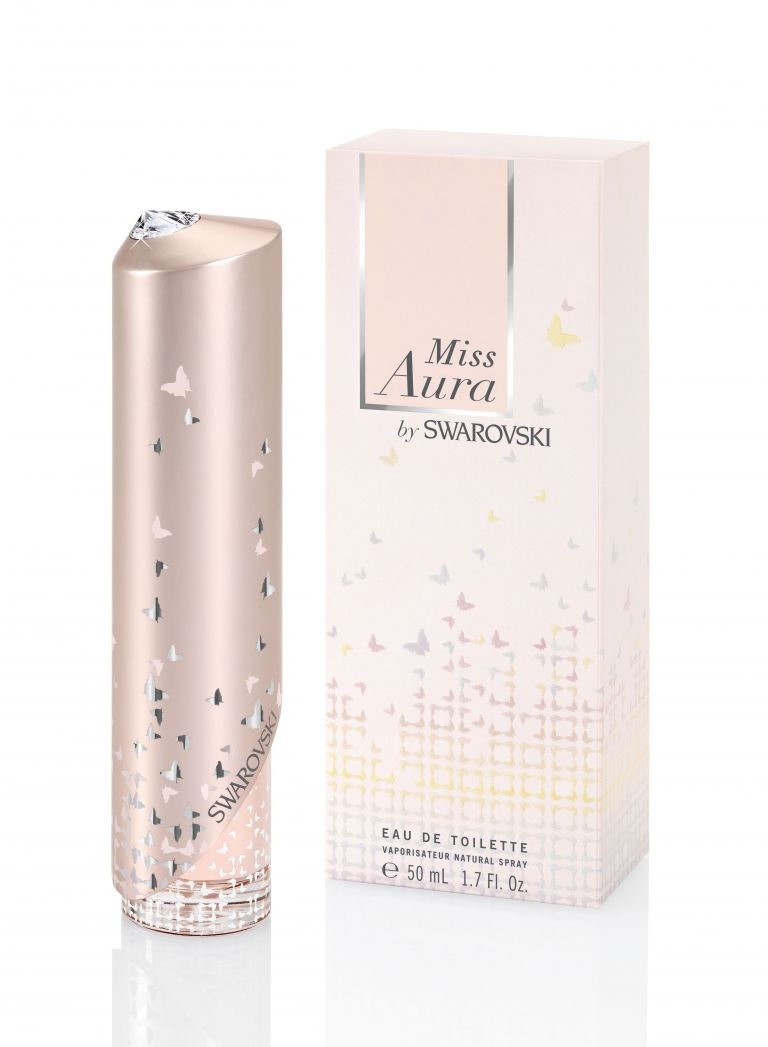 SWAROVSKI
Miss
Aura
by SWAROVSKI
EAU DE TOILETTE
VAPORISATEUR NATURAL SPRAY
e 50 mL 1.7 Fl. Oz.